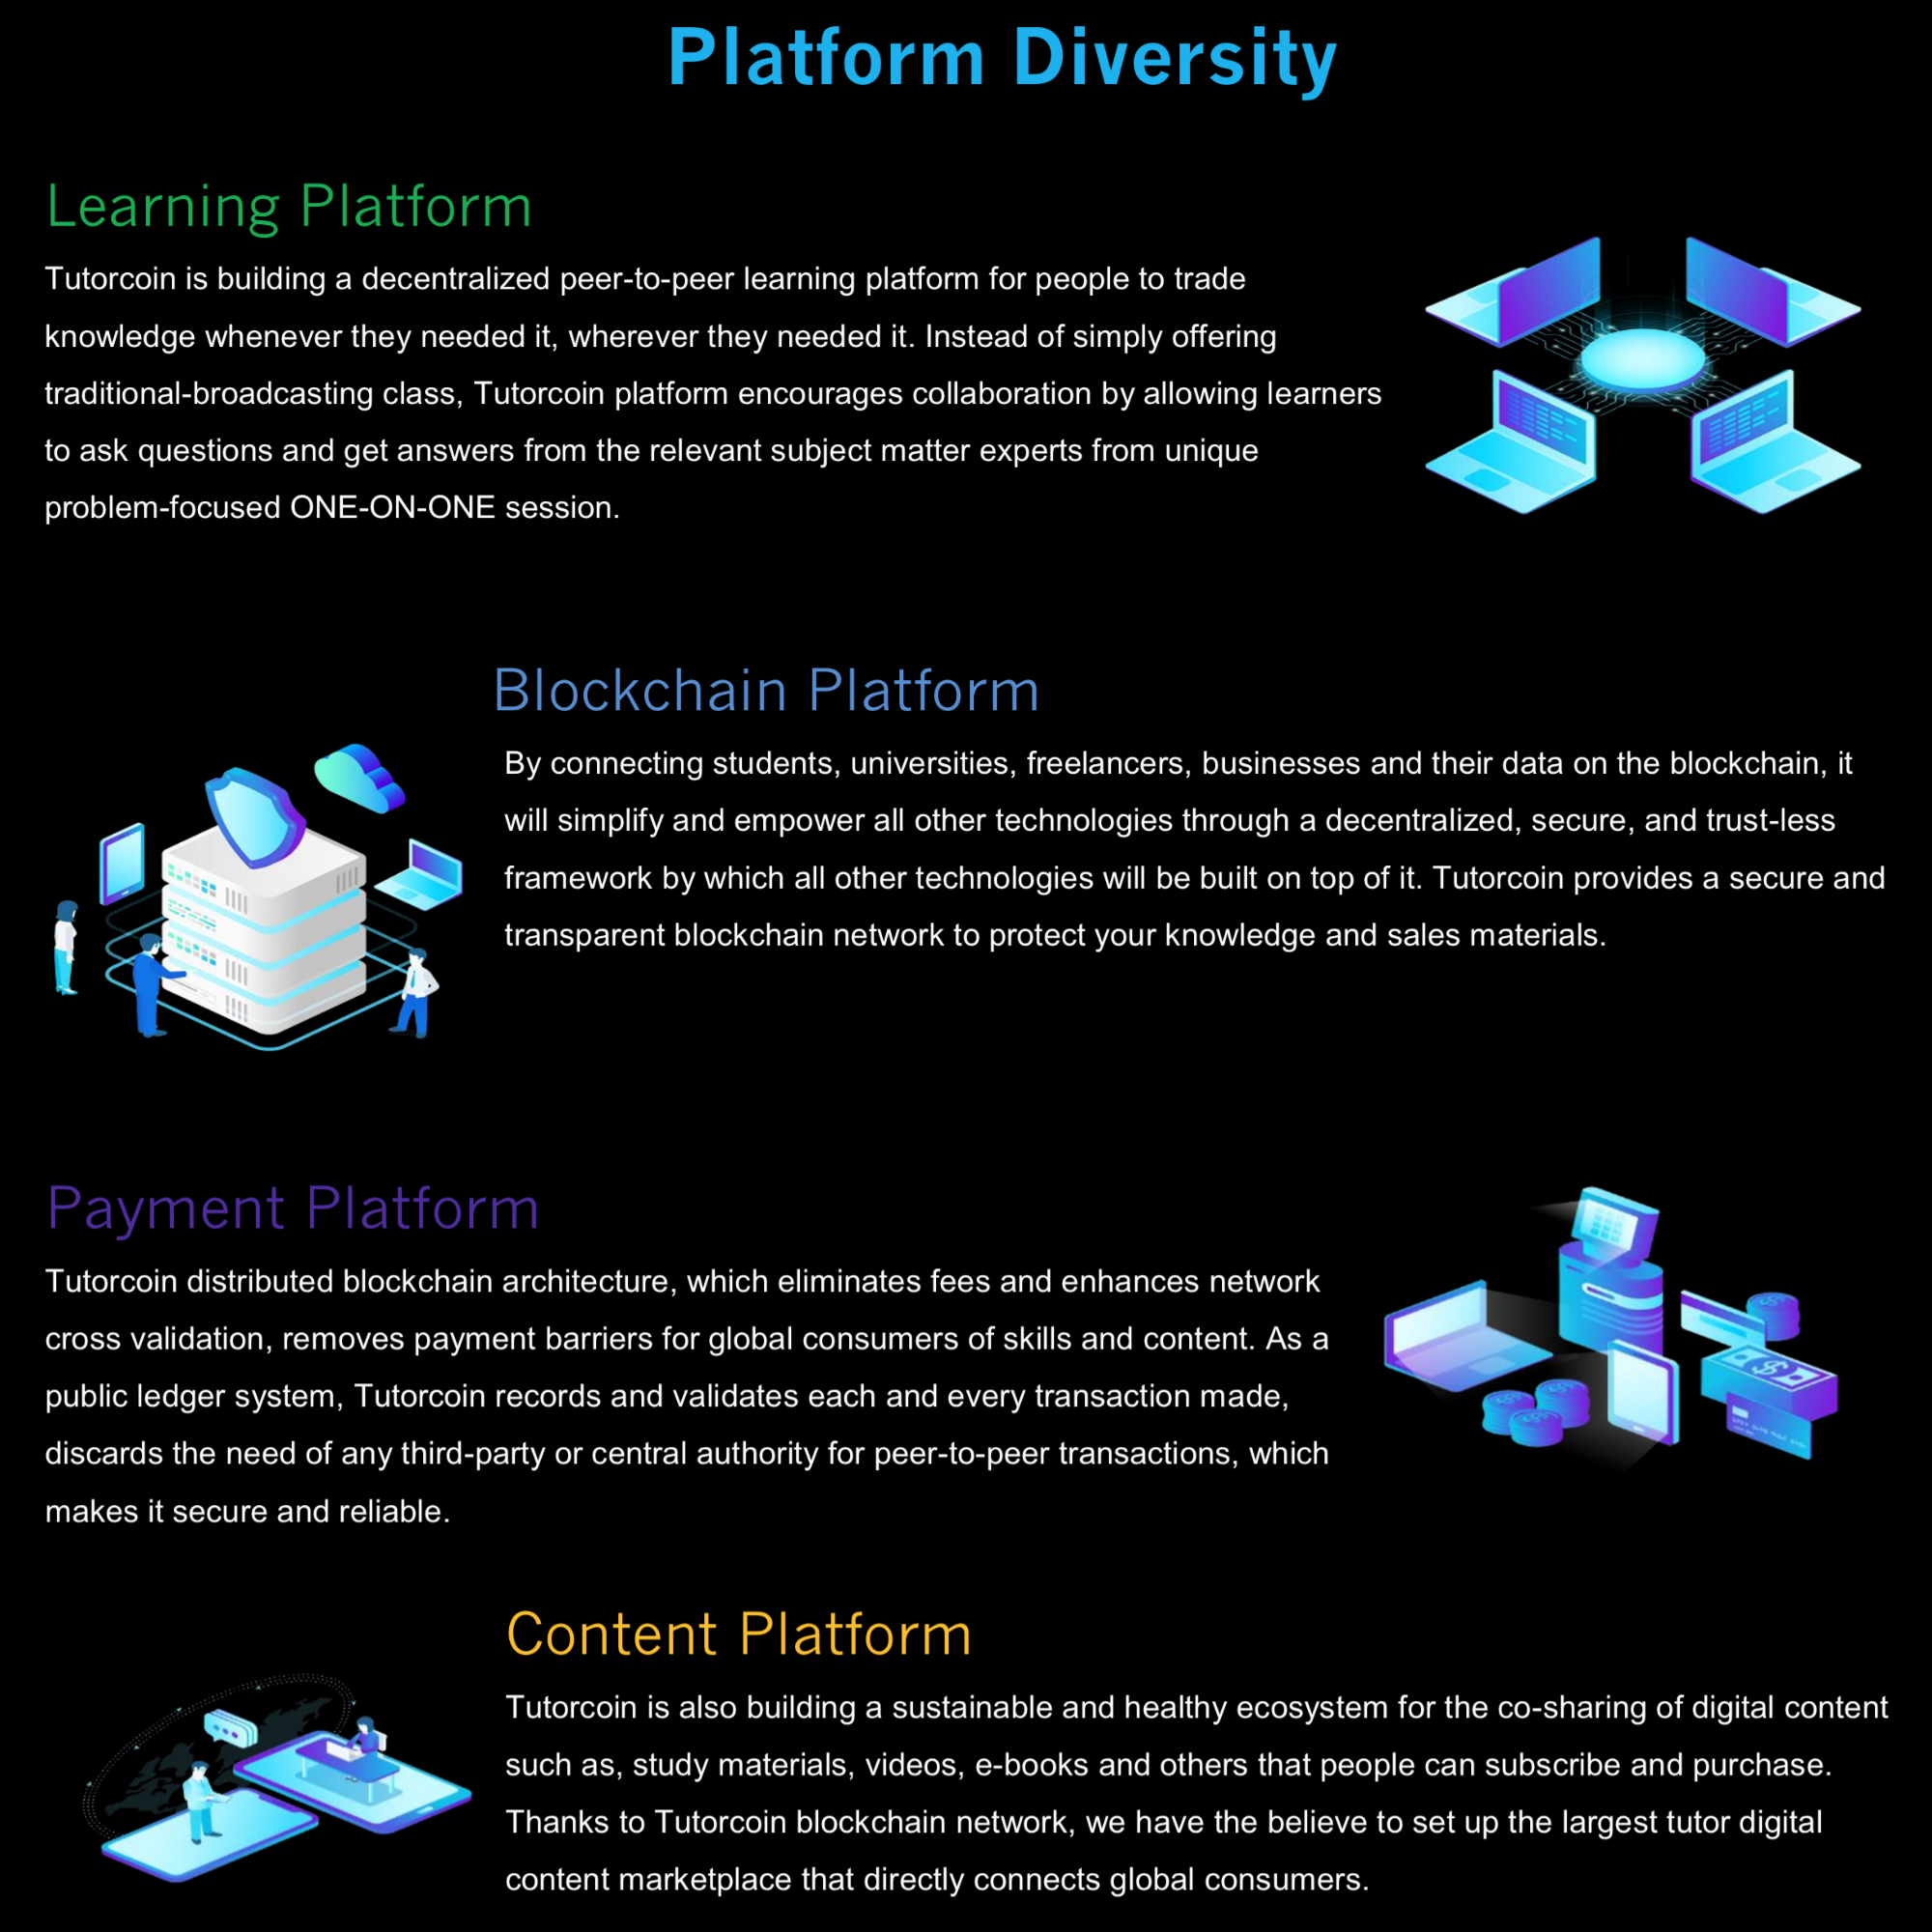 Platform Diversity
Learning Platform
Tutorcoin is building a decentralized peer-to-peer learning platform for people to trade
knowledge whenever they needed it, wherever they needed it. Instead of simply offering
traditional-broadcasting class, Tutorcoin platform encourages collaboration by allowing learners
to ask questions and get answers from the relevant subject matter experts from unique
problem-focused ONE-ON-ONE session.
Blockchain Platform
By connecting students, universities, freelancers, businesses and their data on the blockchain, it
will simplify and empower all other technologies through a decentralized, secure, and trust-less
framework by which all other technologies will be built on top of it. Tutorcoin provides a secure and
transparent blockchain network to protect your knowledge and sales materials.
Payment Platform
Tutorcoin distributed blockchain architecture, which eliminates fees and enhances network
cross validation, removes payment barriers for global consumers of skills and content. As a
public ledger system, Tutorcoin records and validates each and every transaction made,
discards the need of any third-party or central authority for peer-to-peer transactions, which
makes it secure and reliable.
Content Platform
Tutorcoin is also building a sustainable and healthy ecosystem for the co-sharing of digital content
such as, study materials, videos, e-books and others that people can subscribe and purchase.
Thanks to Tutorcoin blockchain network, we have the believe to set up the largest tutor digital
content marketplace that directly connects global consumers.